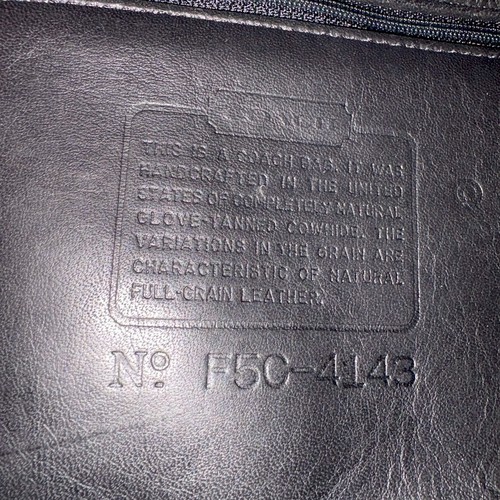 THIS IS A COACH BAG. IT WAS
HANDCRAFTED IN THE UNITED
STATES OF COMPLETELY NATURAL
GLOVE-TANNED COWHIDE. THE
VARIATIONS IN THE GRAIN ARE
CHARACTERISTIC OF NATURAL
FULL-GRAIN LEATHER.
Nº F5C-4143